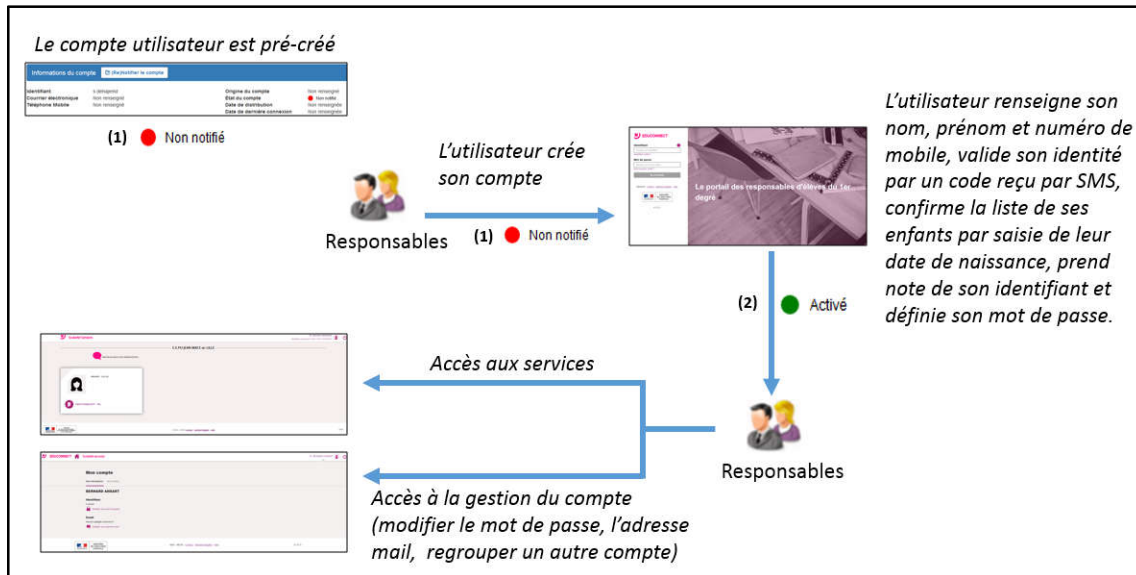 Le compte utilisateur est pré-créé
Informations du compte
(Re)Notifier le compte
Identifiant
Courrier électronique
Non renseigné
Téléphone Mobile
Non renseigné
Origine du compte
Non renseigné
État du compte
Non notifié
Date de distribution
Non renseignée
Date de dernière connexion
Non renseignée
(1) Non notifié
L'utilisateur crée
son compte
Responsables
(1) Non notifié
EDUCONNECT
Le portail des responsables d'élèves du 1er
degré
L'utilisateur renseigne son
nom, prénom et numéro de
mobile, valide son identité
par un code reçu par SMS,
confirme la liste de ses
enfants par saisie de leur
date de naissance, prend
note de son identifiant et
définie son mot de passe.
(2) Activé
Accès aux services
Responsables
EDUCONNECT
Mon compte
Accès à la gestion du compte
(modifier le mot de passe, l'adresse
mail, regrouper un autre compte)